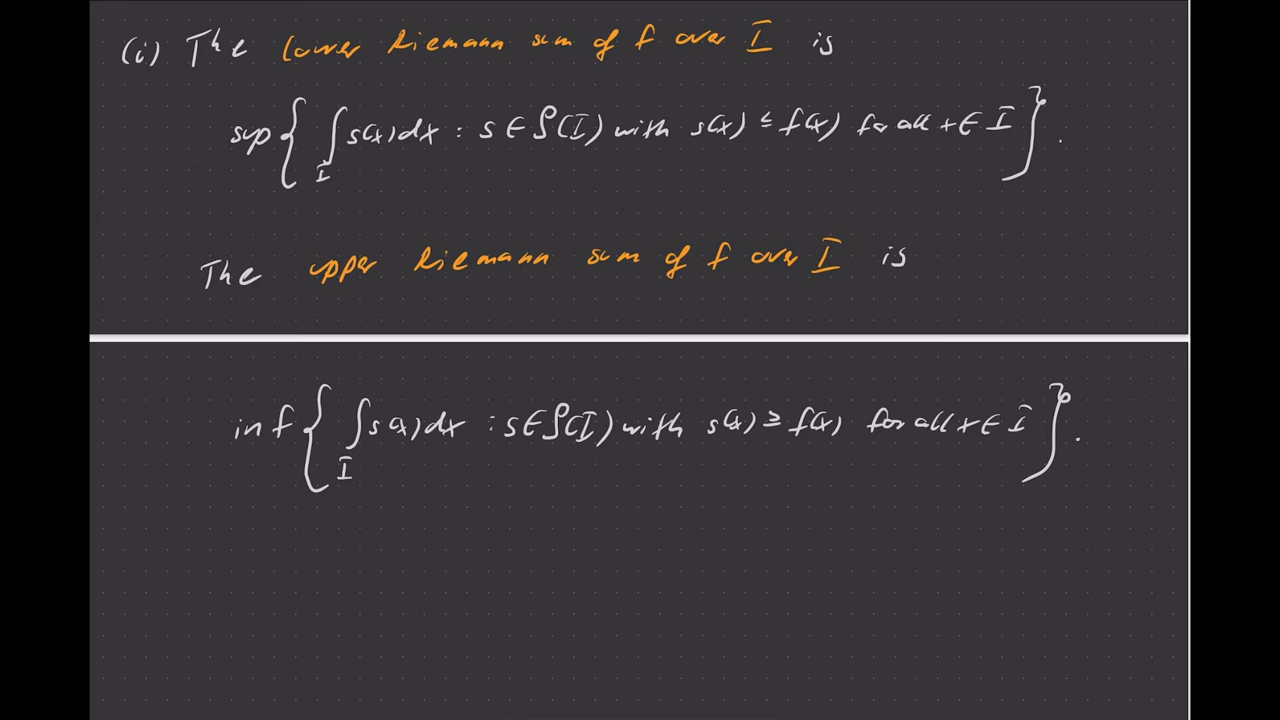 (i) The lower Riemann sum of f over I is
sup { ∫_I s(x) dx : s ∈ S(I) with s(x) ≤ f(x) for all x ∈ I } .
The upper Riemann sum of f over I is
inf { ∫_I s(x) dx : s ∈ S(I) with s(x) ≥ f(x) for all x ∈ I } .